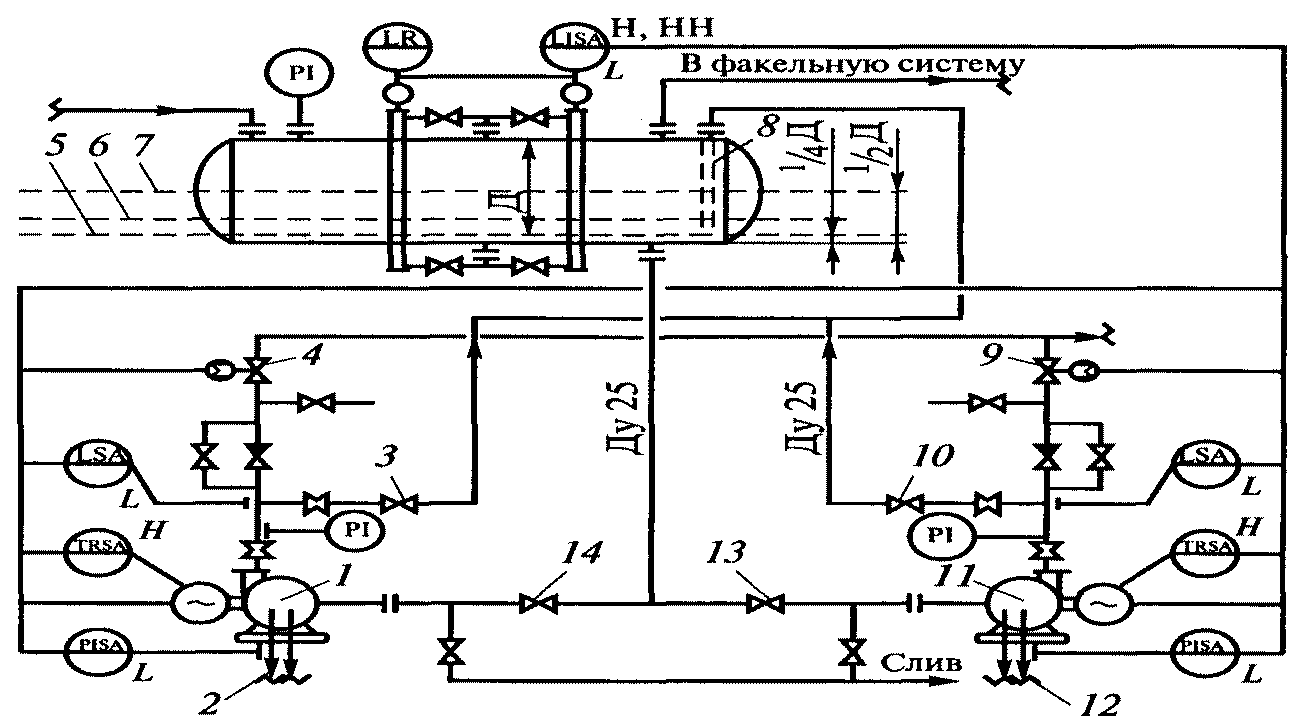 LR
LISA
H, HH
L
PI
В факельную систему
5
6
7
8
Д
1/4Д
1/2Д
4
9
Ду 25
Ду 25
LSA
L
3
10
LSA
L
PI
PI
H
TRSA
H
TRSA
1
14
13
11
PISA
L
PISA
L
Слив
2
12